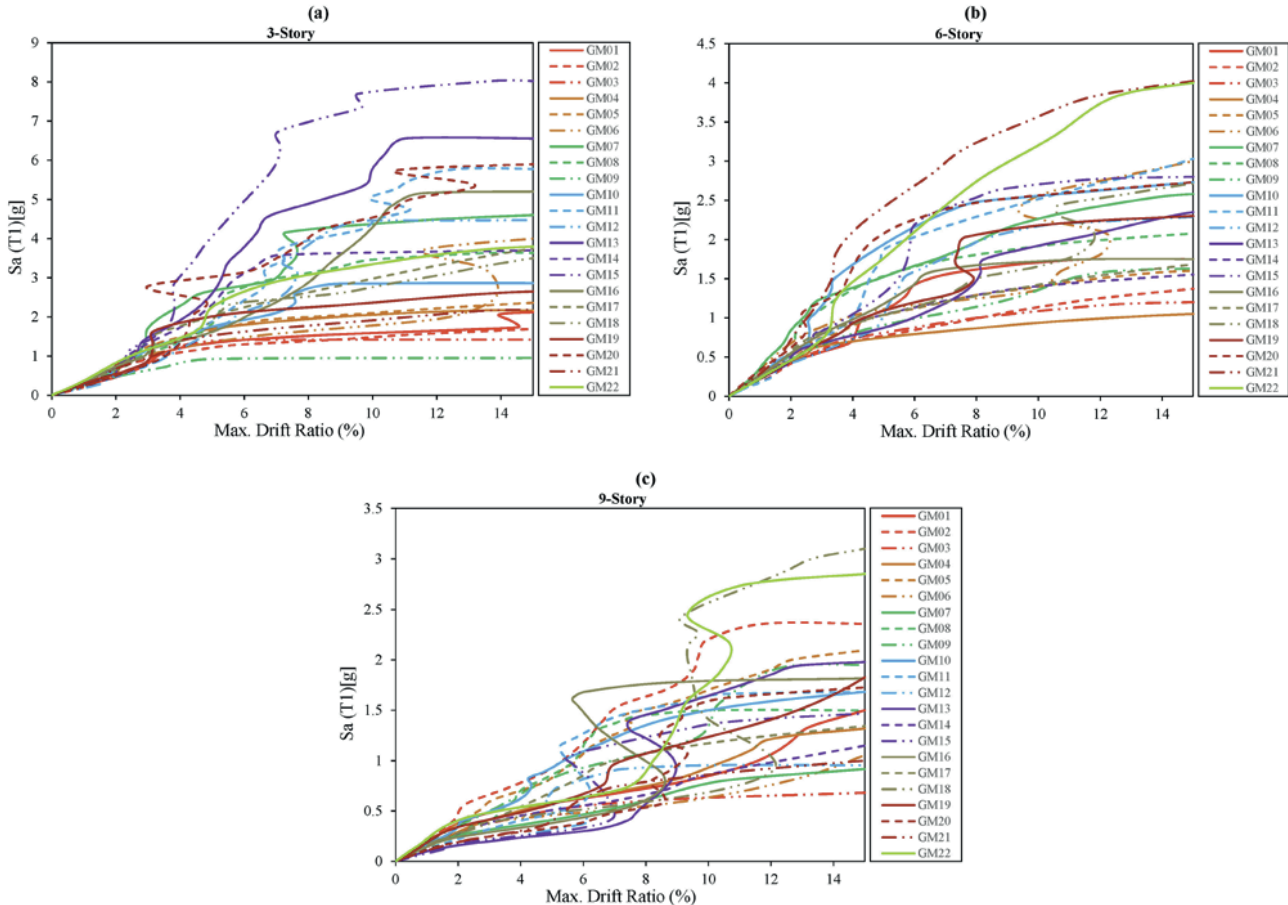 (a)
3-Story
Sa (T1)[g]
9
8
7
6
5
4
3
2
1
0
0 2 4 6 8 10 12 14
Max. Drift Ratio (%)
GM01
GM02
GM03
GM04
GM05
GM06
GM07
GM08
GM09
GM10
GM11
GM12
GM13
GM14
GM15
GM16
GM17
GM18
GM19
GM20
GM21
GM22
(b)
6-Story
Sa (T1)[g]
4.5
4
3.5
3
2.5
2
1.5
1
0.5
0
0 2 4 6 8 10 12 14
Max. Drift Ratio (%)
GM01
GM02
GM03
GM04
GM05
GM06
GM07
GM08
GM09
GM10
GM11
GM12
GM13
GM14
GM15
GM16
GM17
GM18
GM19
GM20
GM21
GM22
(c)
9-Story
Sa (T1)[g]
3.5
3
2.5
2
1.5
1
0.5
0
0 2 4 6 8 10 12 14
Max. Drift Ratio (%)
GM01
GM02
GM03
GM04
GM05
GM06
GM07
GM08
GM09
GM10
GM11
GM12
GM13
GM14
GM15
GM16
GM17
GM18
GM19
GM20
GM21
GM22